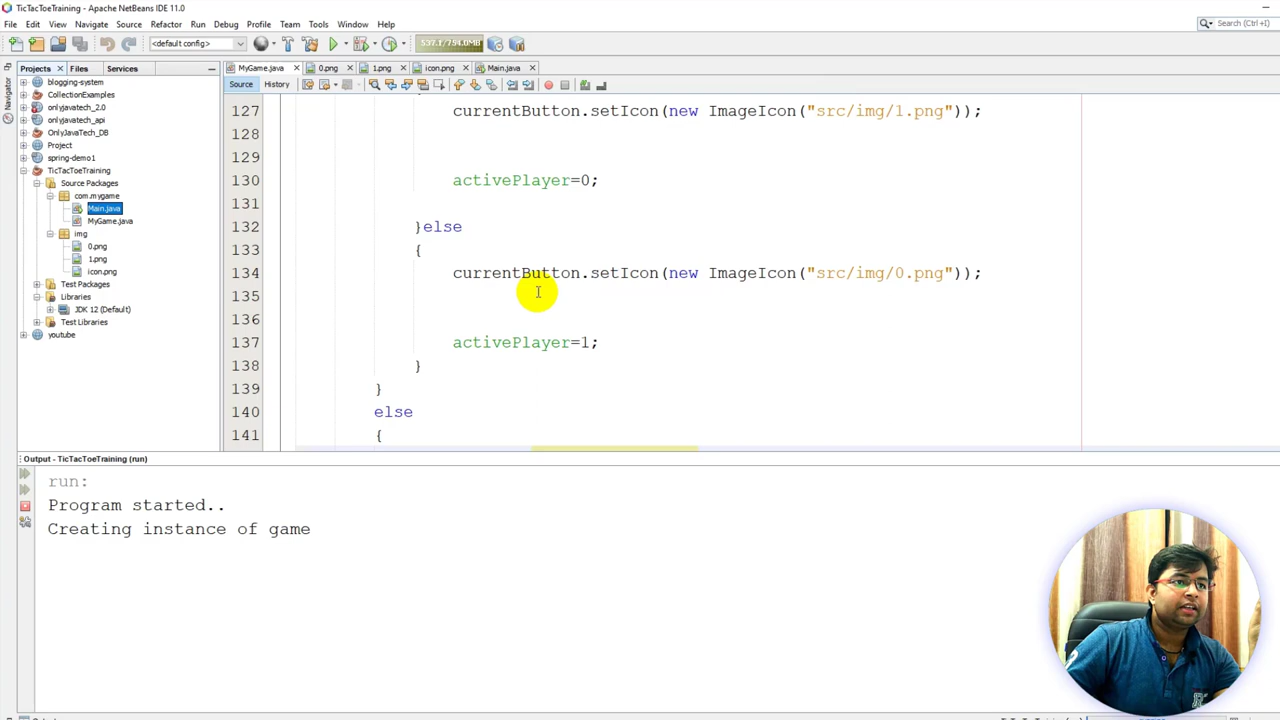 TicTacToeTraining - Apache NetBeans IDE 11.0
File Edit View Navigate Source Refactor Run Debug Profile Team Tools Window Help
Search (Ctrl+I)
<default config>
537.1/754.0MB
Projects Files Services
MyGame.java 0.png 1.png icon.png Main.java
Source History
Navigator
blogging-system
CollectionExamples
onlyjavatech_2.0
onlyjavatech_api
OnlyJavaTech_DB
Project
spring-demo1
TicTacToeTraining
Source Packages
com.mygame
Main.java
MyGame.java
img
0.png
1.png
icon.png
Test Packages
Libraries
JDK 12 (Default)
Test Libraries
youtube
127 currentButton.setIcon(new ImageIcon("src/img/1.png"));
128
129
130 activePlayer=0;
131
132 }else
133 {
134 currentButton.setIcon(new ImageIcon("src/img/0.png"));
135
136
137 activePlayer=1;
138 }
139 }
140 else
141 {
Output - TicTacToeTraining (run)
run:
Program started..
Creating instance of game